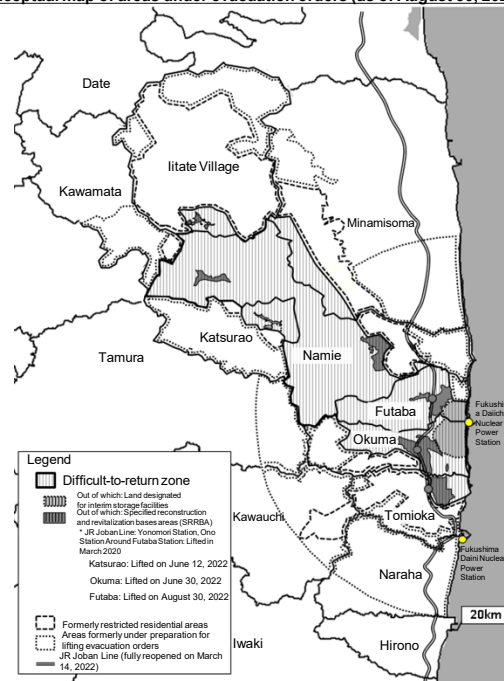 map of areas under evacuation orders (as of August 30,
Date
Iitate Village
Kawamata
Minamisoma
Katsurao
Tamura
Namie
Futaba
Fukushi
a Daiich
Nuclear
Power
Station
Okuma
Legend
Difficult-to-return zone
Out of which: Land designated
for interim storage facilities
Out of which: Specified reconstruction
and revitalization bases areas (SRRBA)
* JR Joban Line: Yonomori Station, Ono
Station Around Futaba Station: Lifted in
March 2020
Katsurao: Lifted on June 12, 2022
Okuma: Lifted on June 30, 2022
Futaba: Lifted on August 30, 2022
Formerly restricted residential areas
Areas formerly under preparation for
lifting evacuation orders
JR Joban Line (fully reopened on March
14, 2022)
Kawauchi
Tomioka
Fukushima
Daini Nuclear
Power
Station
Naraha
20km
Iwaki
Hirono